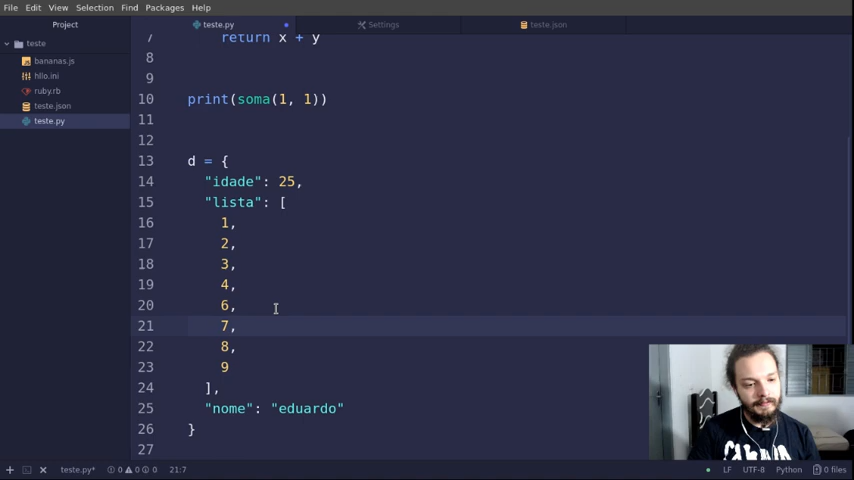 File Edit View Selection Find Packages Help
Project
teste.py
Settings
teste.json
teste
bananas.js
hllo.ini
ruby.rb
teste.json
teste.py
7 return x + y
8
9
10 print(soma(1, 1))
11
12
13 d = {
14 "idade": 25,
15 "lista": [
16 1,
17 2,
18 3,
19 4,
20 6,
21 7,
22 8,
23 9
24 ],
25 "nome": "eduardo"
26 }
27
teste.py* 0 0 0 21:7 LF UTF-8 Python 0 files